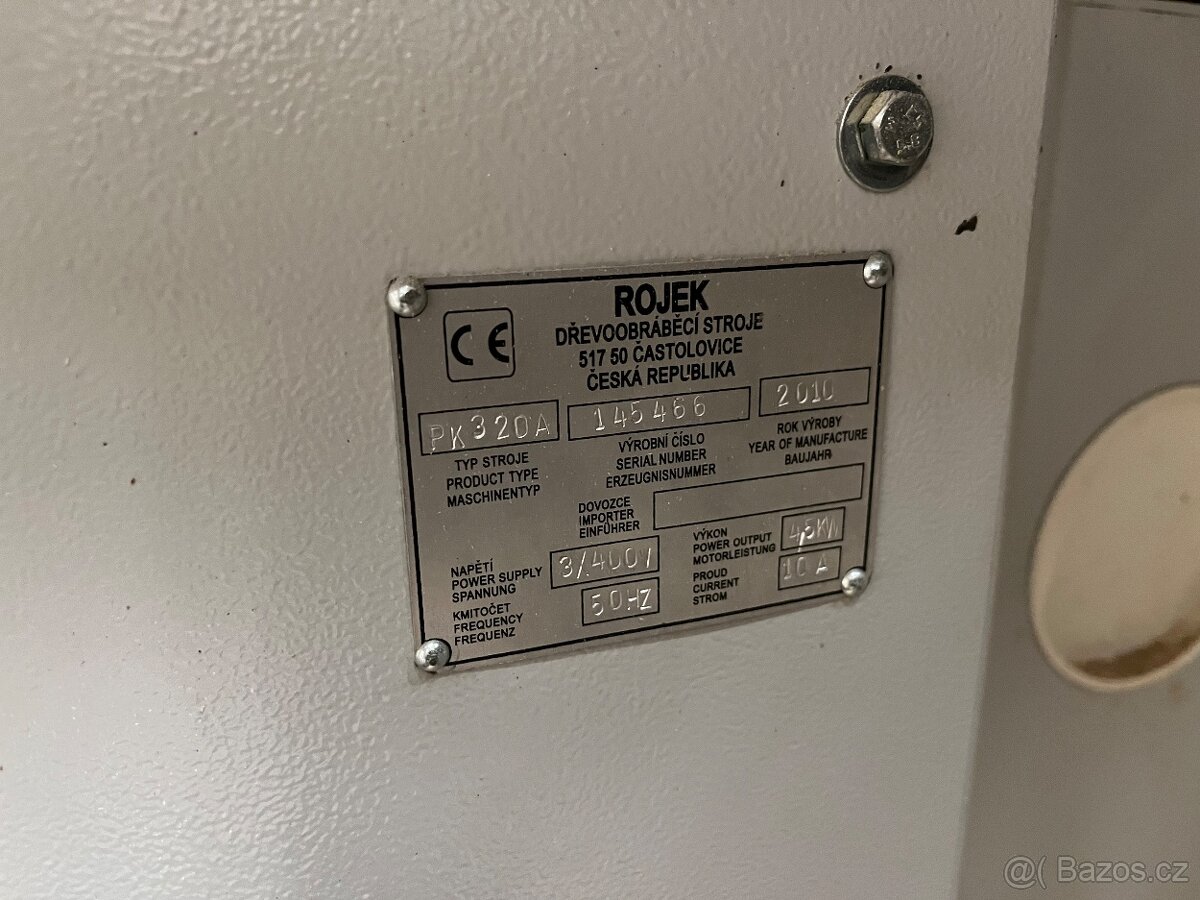 ROJEK
DŘEVOOBRÁBĚCÍ STROJE
517 50 ČASTOLOVICE
ČESKÁ REPUBLIKA
CE
PK320A
145466
2010
TYP STROJE
PRODUCT TYPE
MASCHINENTYP
VÝROBNÍ ČÍSLO
SERIAL NUMBER
ERZEUGNISNUMMER
ROK VÝROBY
YEAR OF MANUFACTURE
BAUJAHR
DOVOZCE
IMPORTER
EINFÜHRER
NAPĚTÍ
POWER SUPPLY
SPANNUNG
3/400V
VÝKON
POWER OUTPUT
MOTORLEISTUNG
4,5KW
KMITOČET
FREQUENCY
FREQUENZ
50HZ
PROUD
CURRENT
STROM
10 A
@( Bazos.cz